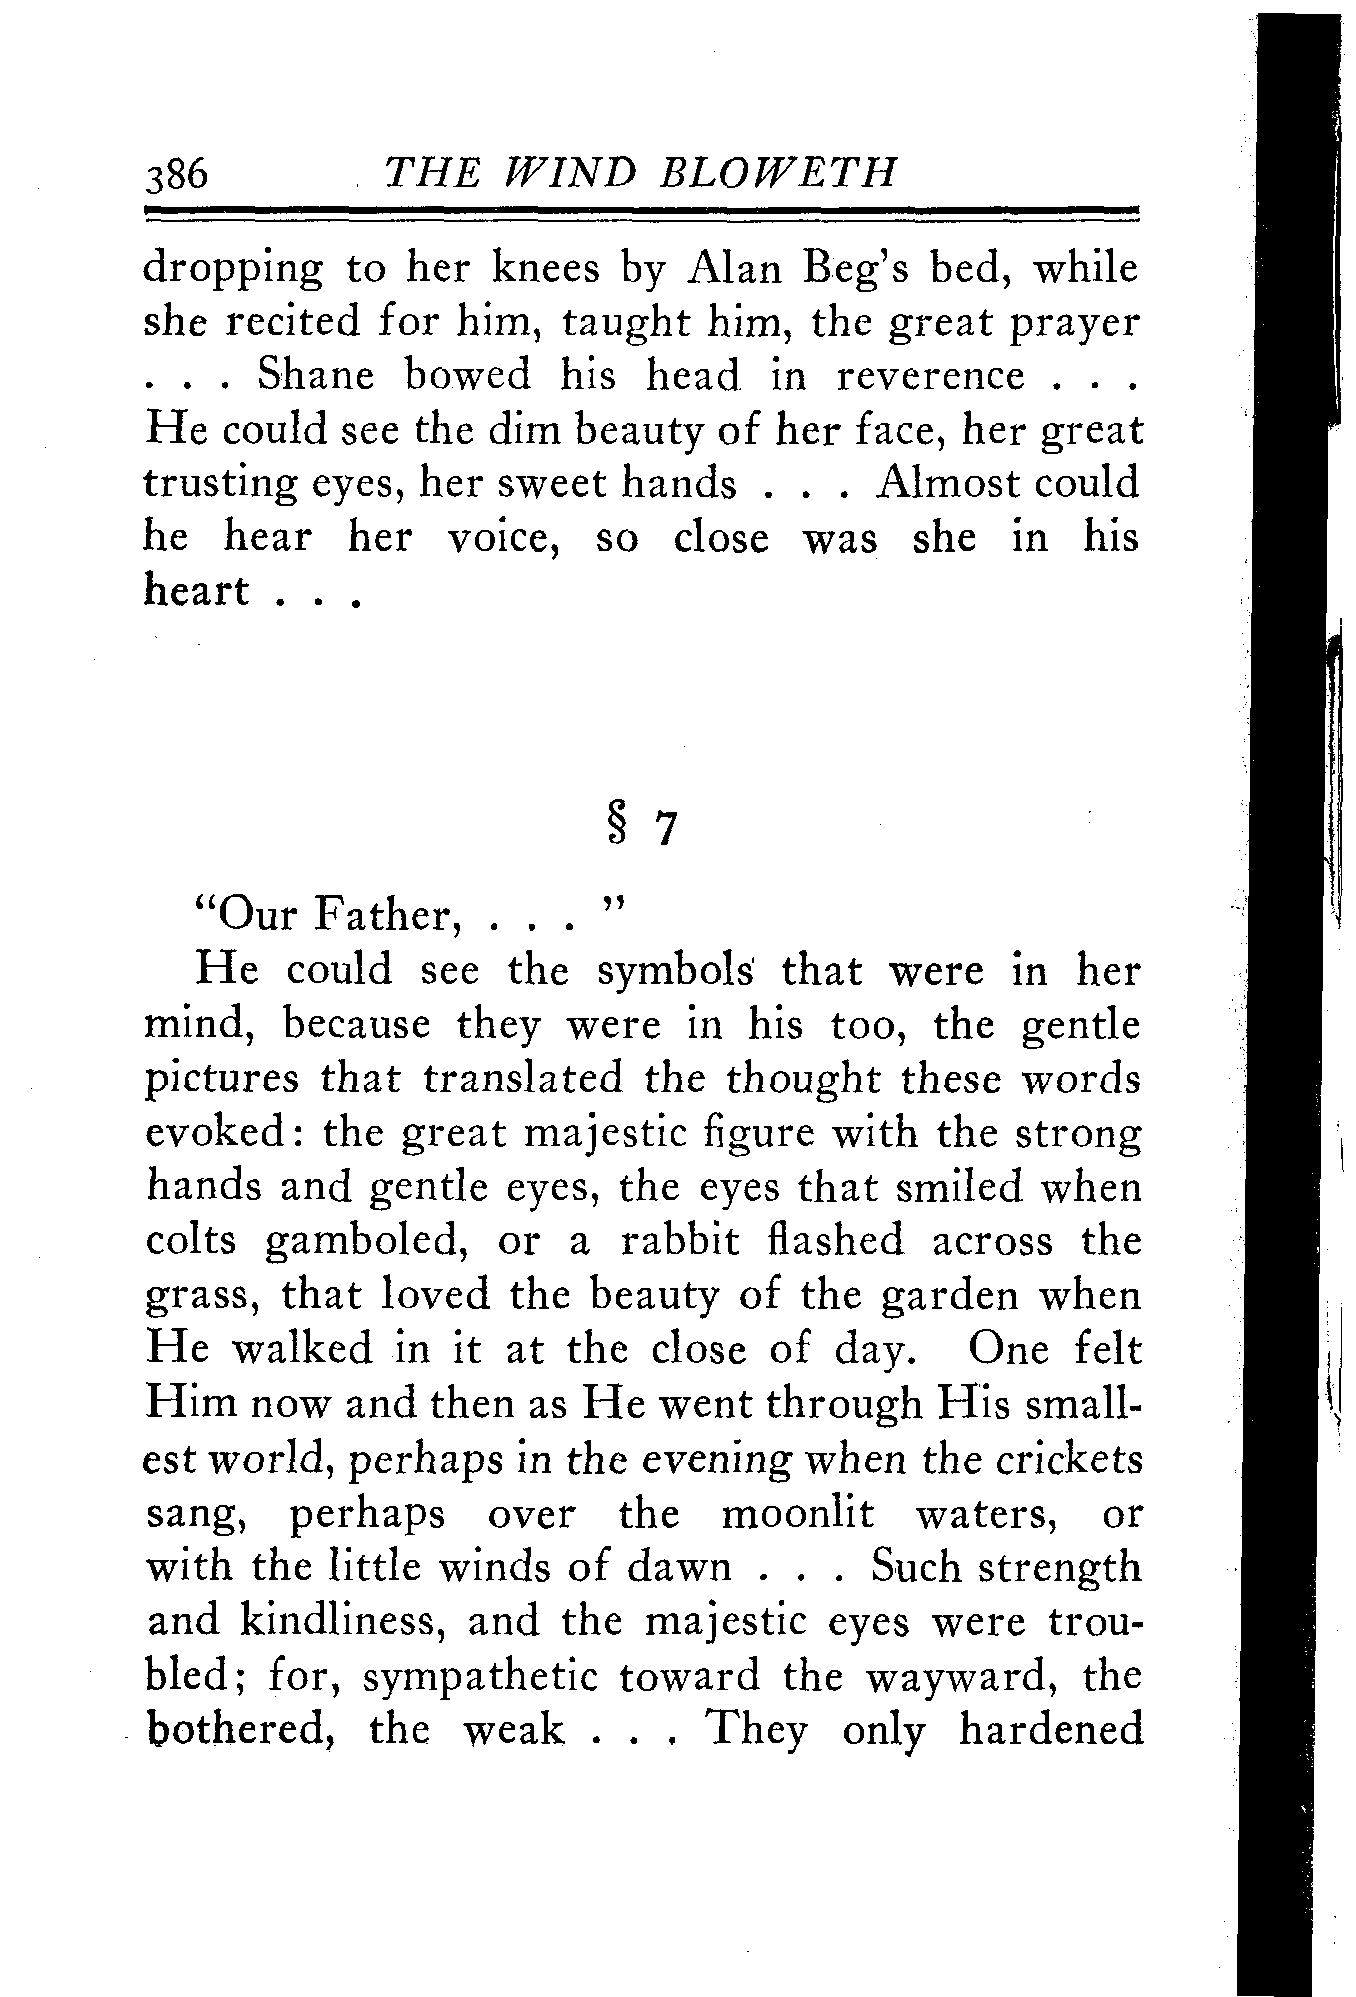 386 THE WIND BLOWETH
dropping to her knees by Alan Beg's bed, while
she recited for him, taught him, the great prayer
. . . Shane bowed his head in reverence . . .
He could see the dim beauty of her face, her great
trusting eyes, her sweet hands . . . Almost could
he hear her voice, so close was she in his
heart . . .
§ 7
"Our Father, . . . "
He could see the symbols that were in her
mind, because they were in his too, the gentle
pictures that translated the thought these words
evoked: the great majestic figure with the strong
hands and gentle eyes, the eyes that smiled when
colts gamboled, or a rabbit flashed across the
grass, that loved the beauty of the garden when
He walked in it at the close of day. One felt
Him now and then as He went through His small-
est world, perhaps in the evening when the crickets
sang, perhaps over the moonlit waters, or
with the little winds of dawn . . . Such strength
and kindliness, and the majestic eyes were trou-
bled; for, sympathetic toward the wayward, the
bothered, the weak . . . They only hardened